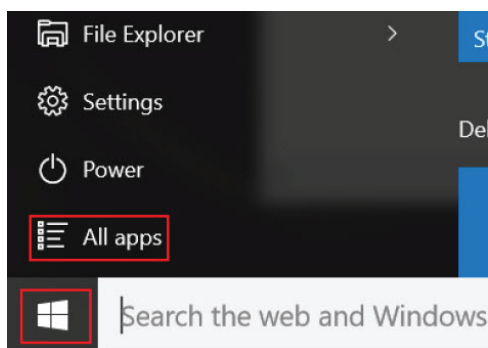 File Explorer
Settings
Power
All apps
Search the web and Windows